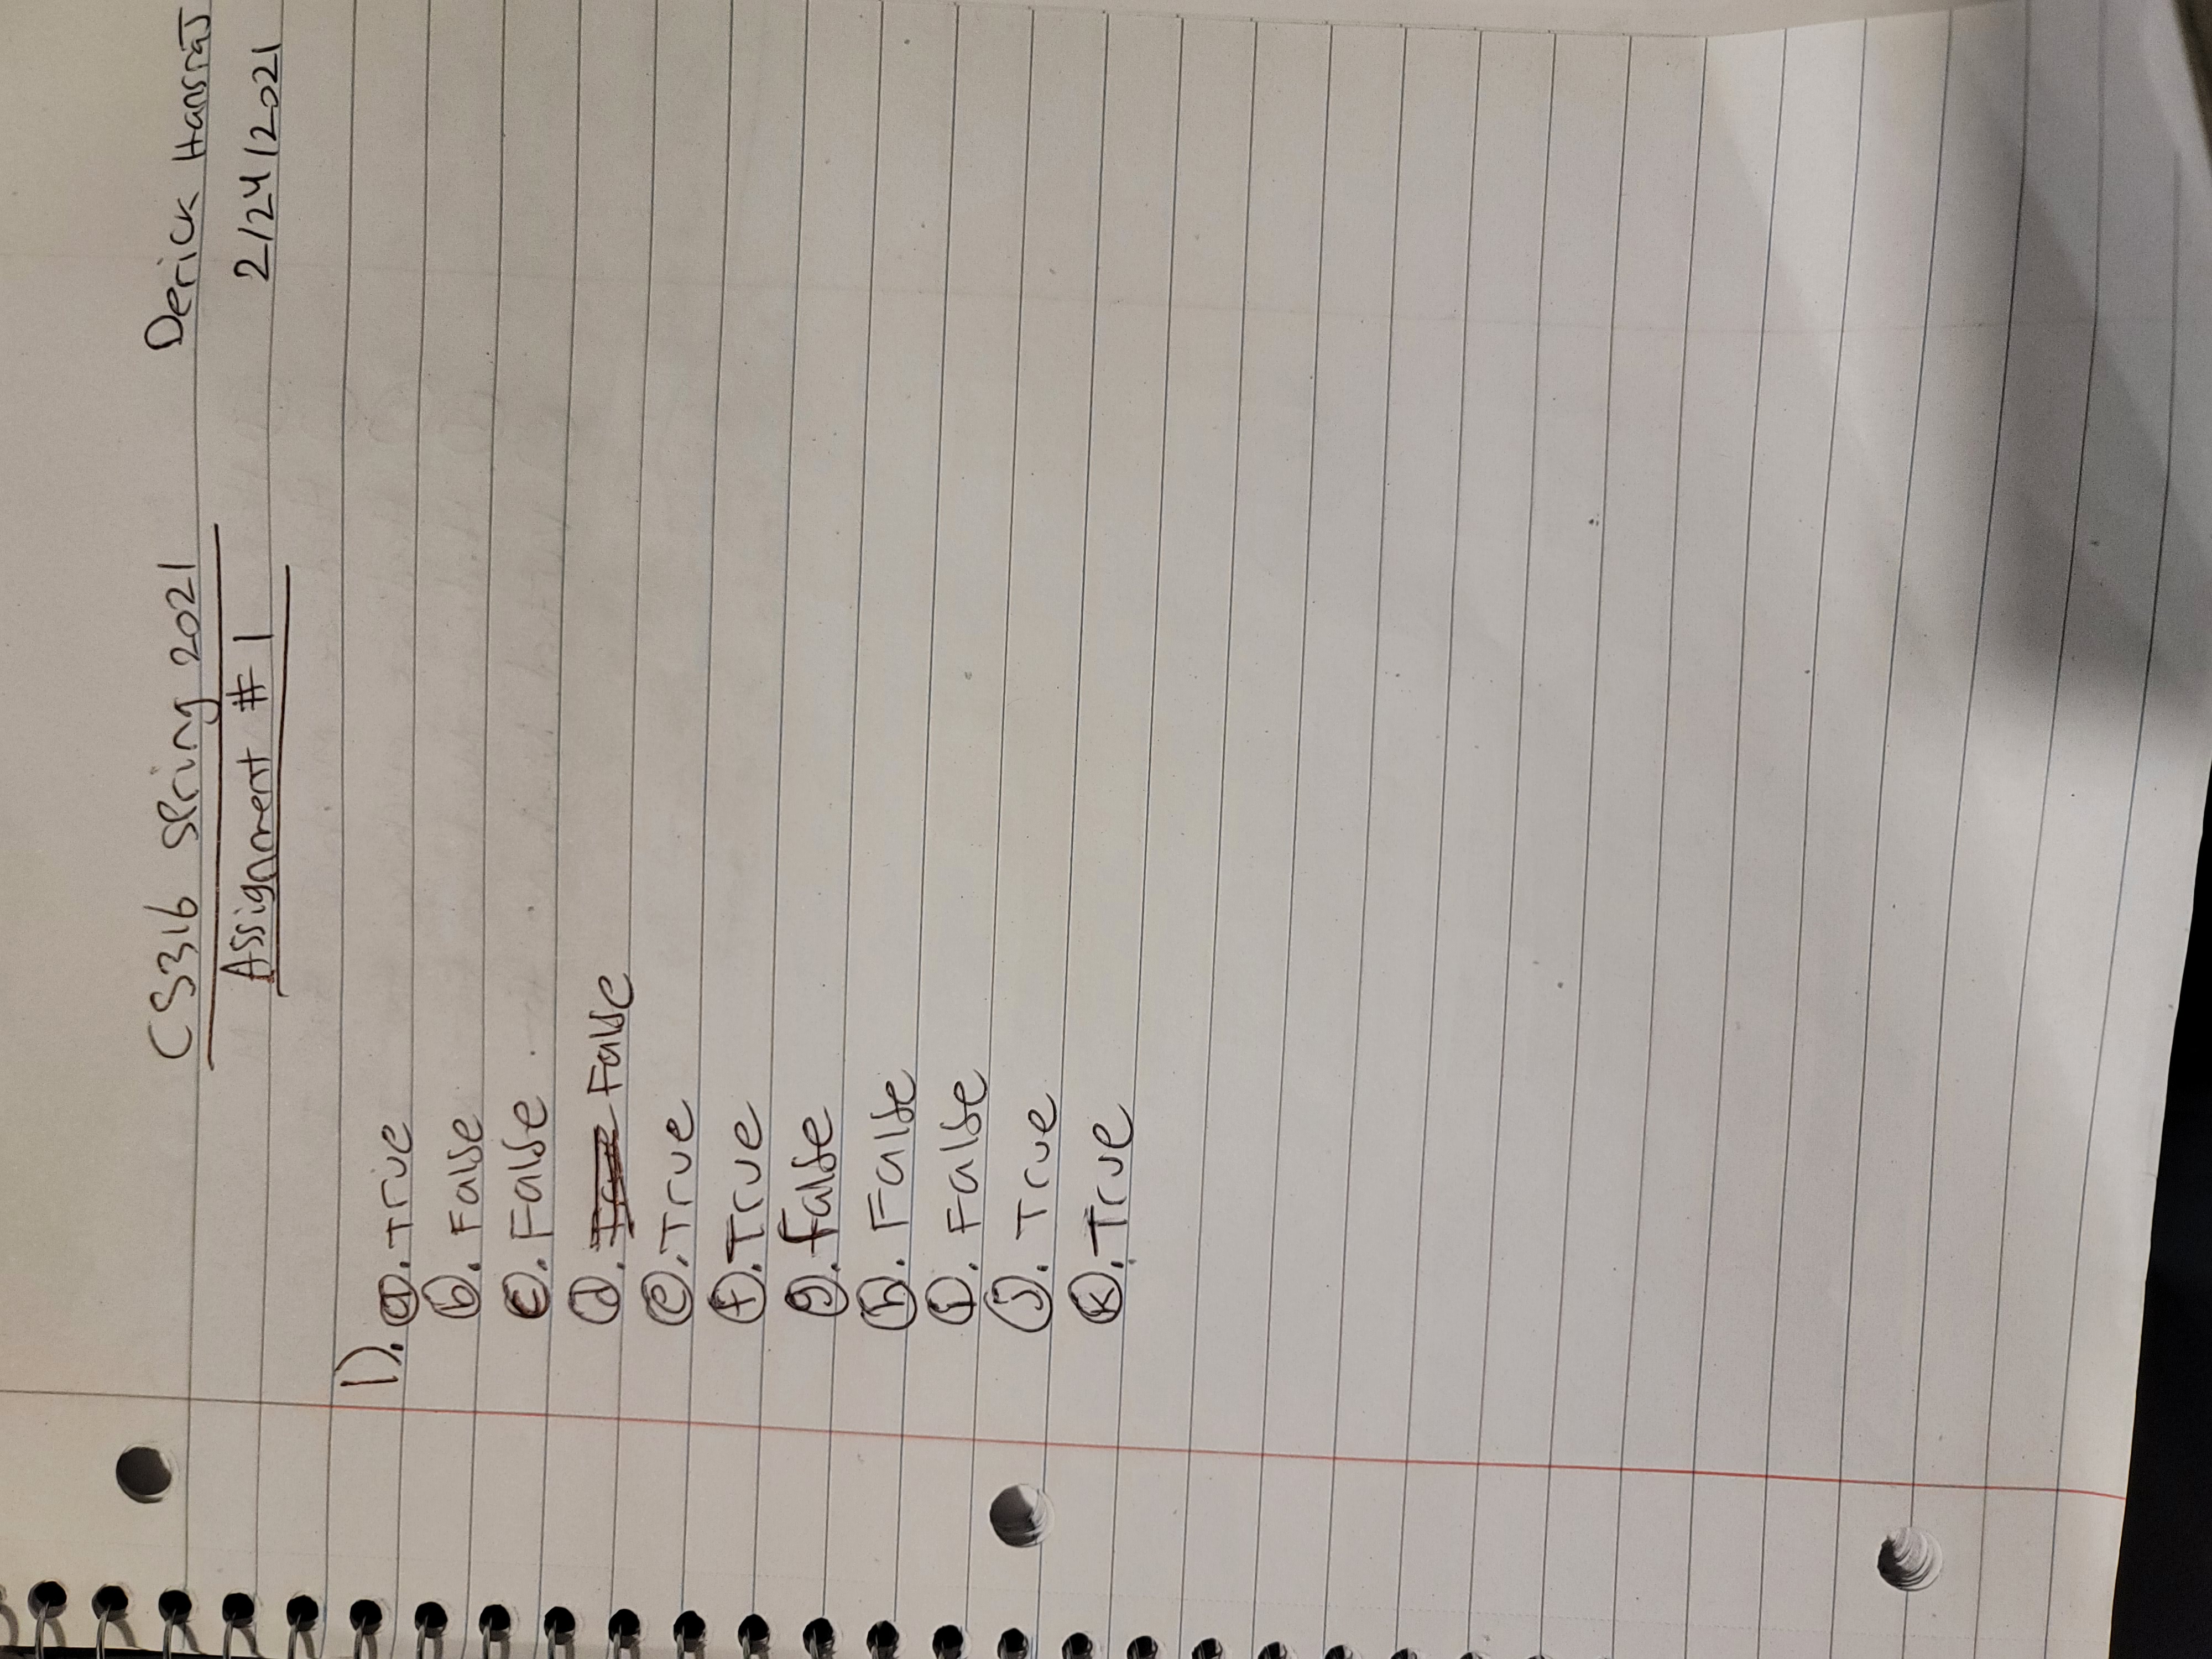 CS316 Spring 2021
Derick Hansraj
Assignment # 1
2/24/2021
1). a. True
b. False
c. False
d. True False
e. True
f. True
g. False
h. False
i. False
j. True
k. True